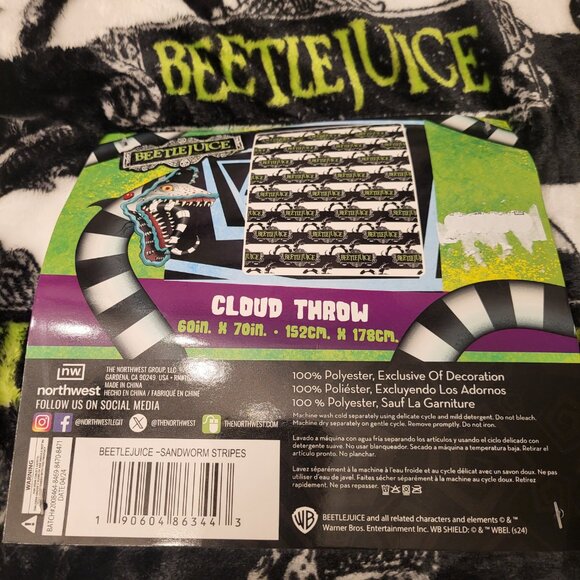 BEETLEJUICE
BEETLEJUICE
CLOUD THROW
60in. X 70in. · 152CM. X 178CM.
nw
northwest
THE NORTHWEST GROUP, LLC
GARDENA, CA 90249 USA
MADE IN CHINA
HECHO EN CHINA / FABRIQUÉ EN CHINE
FOLLOW US ON SOCIAL MEDIA
@NORTHWESTLEGIT
@THENORTHWEST
THENORTHWEST.COM
BATCH#
DATE 04/24
BEETLEJUICE -SANDWORM STRIPES
1 90604 86344 3
100% Polyester, Exclusive Of Decoration
100% Poliéster, Excluyendo Los Adornos
100 % Polyester, Sauf La Garniture
Machine wash cold separately using delicate cycle and mild detergent. Do not bleach.
Machine dry separately on gentle cycle. Remove promptly. Do not iron.
Lavado a máquina con agua fría separando los artículos y usando el ciclo delicado con
detergente suave. No usar blanqueador. Secado a máquina a temperatura baja. Retirar el
artículo pronto. No planchar.
Lavez séparément à la machine à l'eau froide et au cycle délicat avec un savon doux. Ne pas
utiliser d'eau de javel. Faites sécher séparément à la machine au cycle doux. Retirez
rapidement. Ne pas repasser.
WB
BEETLEJUICE and all related characters and elements © & ™
Warner Bros. Entertainment Inc. WB SHIELD: © & ™ WBEI. (s24)